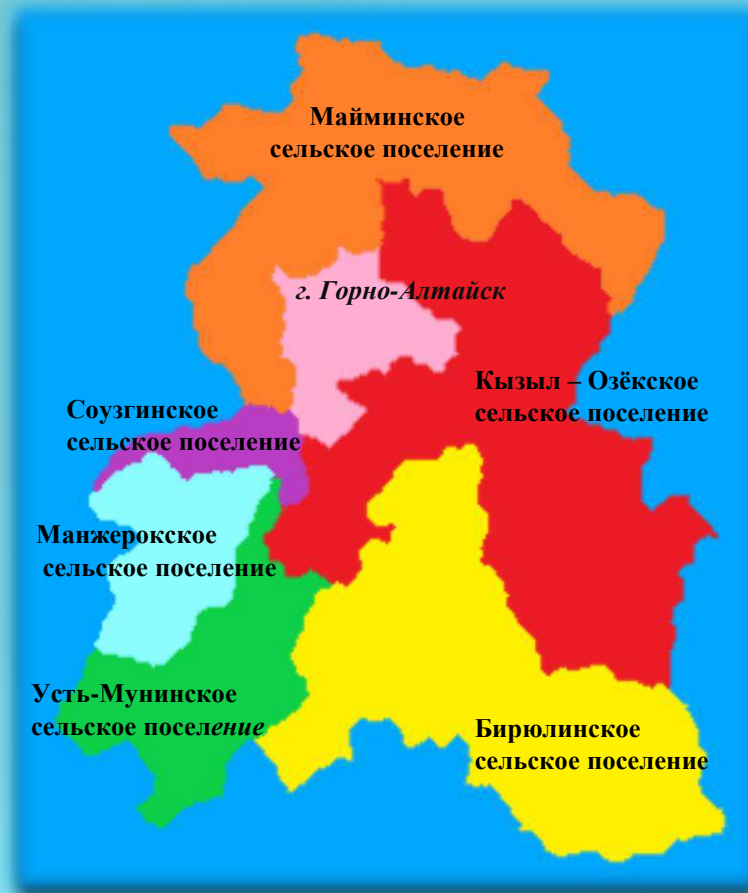 Майминское
сельское поселение
г. Горно-Алтайск
Кызыл – Озёкское
сельское поселение
Соузгинское
сельское поселение
Манжерокское
сельское поселение
Усть-Мунинское
сельское поселение
Бирюлинское
сельское поселение